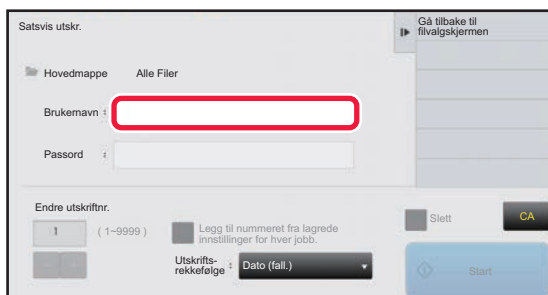 Satsvis utskr.
Gå tilbake til
filvalgskjermen
Hovedmappe Alle Filer
Brukernavn :
Passord :
Endre utskriftnr.
1 ( 1~9999 )
Legg til nummeret fra lagrede
innstillinger for hver jobb.
Slett
CA
Utskrifts-
rekkefølge : Dato (fall.)
Start